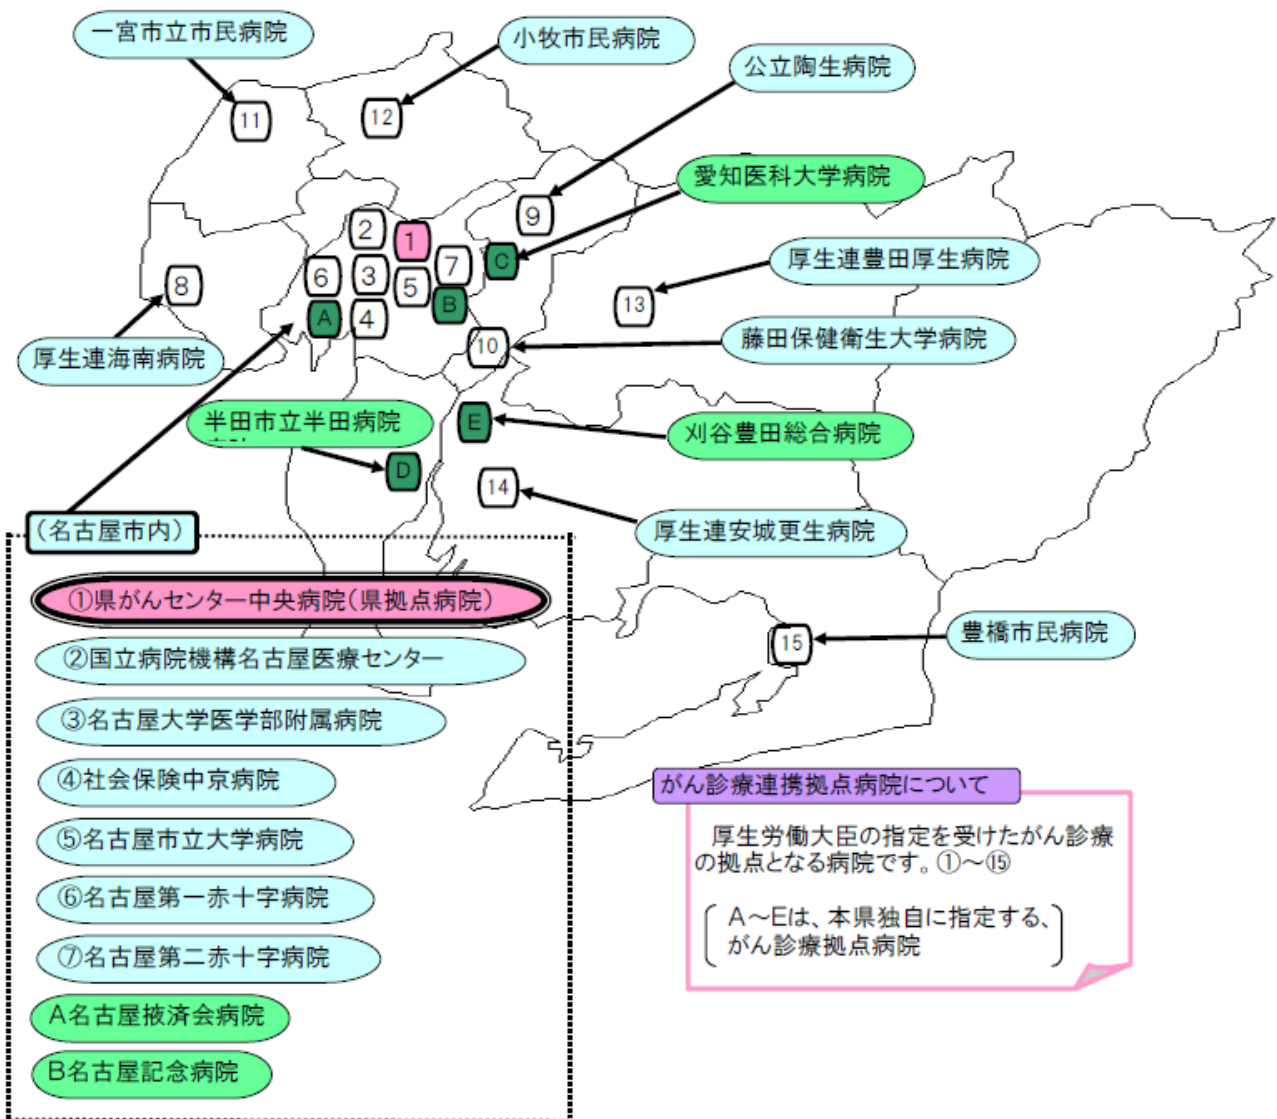 一宮市立市民病院
小牧市民病院
公立陶生病院
愛知医科大学病院
厚生連豊田厚生病院
藤田保健衛生大学病院
厚生連海南病院
半田市立半田病院
刈谷豊田総合病院
厚生連安城更生病院
豊橋市民病院
11
12
9
2
1
C
6
3
7
8
5
B
13
A
4
10
E
D
14
15
(名古屋市内)
①県がんセンター中央病院(県拠点病院)
②国立病院機構名古屋医療センター
③名古屋大学医学部附属病院
④社会保険中京病院
⑤名古屋市立大学病院
⑥名古屋第一赤十字病院
⑦名古屋第二赤十字病院
A名古屋掖済会病院
B名古屋記念病院
がん診療連携拠点病院について
厚生労働大臣の指定を受けたがん診療
の拠点となる病院です。①～⑮
A～Eは、本県独自に指定する、
がん診療拠点病院